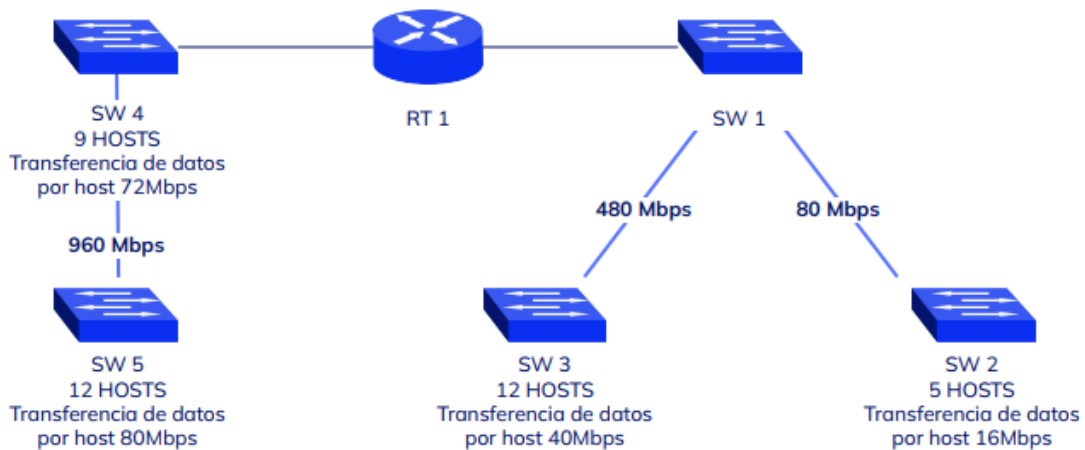 SW 4
9 HOSTS
Transferencia de datos
por host 72Mbps
RT 1
SW 1
960 Mbps
480 Mbps
80 Mbps
SW 5
12 HOSTS
Transferencia de datos
por host 80Mbps
SW 3
12 HOSTS
Transferencia de datos
por host 40Mbps
SW 2
5 HOSTS
Transferencia de datos
por host 16Mbps